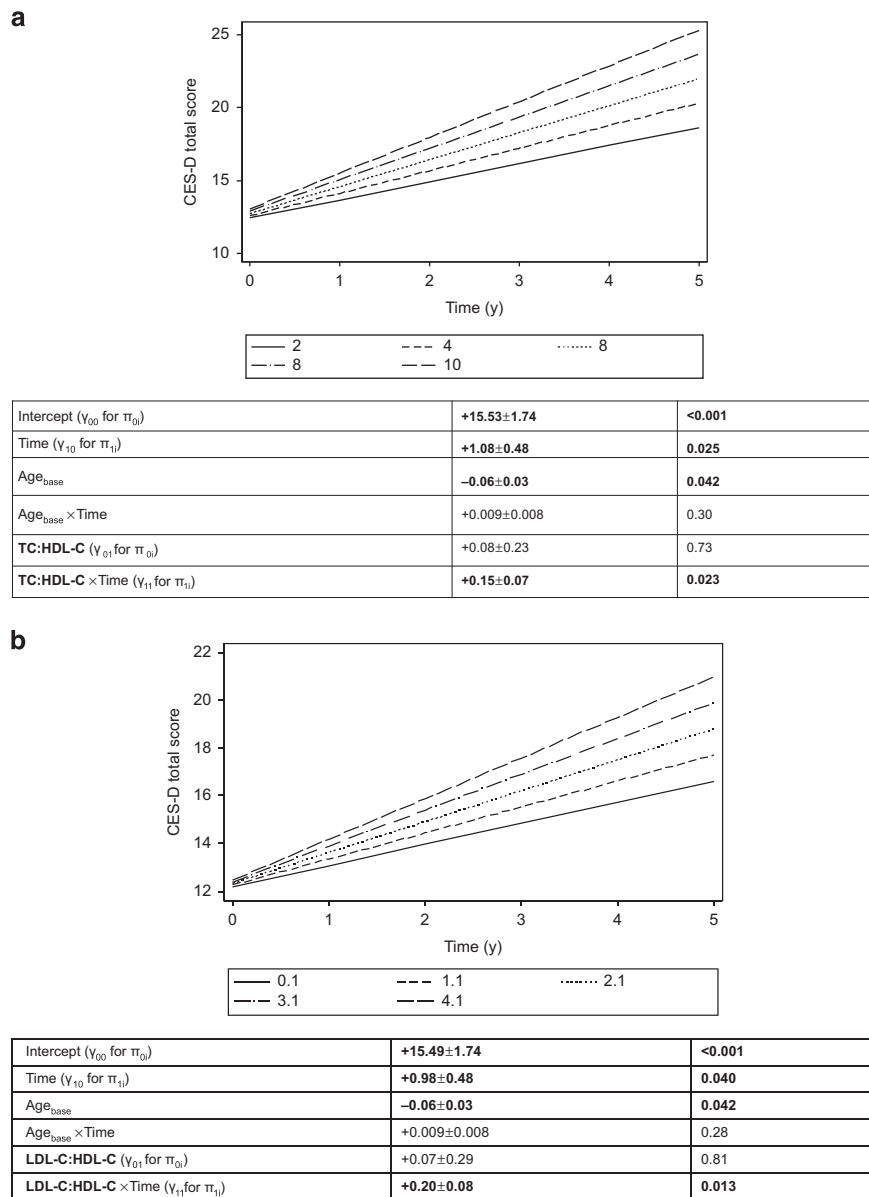 a
25
20
15
10
CES-D total score
0 1 2 3 4 5
Time (y)
2 4 8
8 10
Intercept (γ00 for π0i) +15.53±1.74 <0.001
Time (γ10 for π1i) +1.08±0.48 0.025
Agebase –0.06±0.03 0.042
Agebase ×Time +0.009±0.008 0.30
TC:HDL-C (γ01 for π0i) +0.08±0.23 0.73
TC:HDL-C ×Time (γ11 for π1i) +0.15±0.07 0.023
b
22
20
18
16
14
12
CES-D total score
0 1 2 3 4 5
Time (y)
0.1 1.1 2.1
3.1 4.1
Intercept (γ00 for π0i) +15.49±1.74 <0.001
Time (γ10 for π1i) +0.98±0.48 0.040
Agebase –0.06±0.03 0.042
Agebase ×Time +0.009±0.008 0.28
LDL-C:HDL-C (γ01 for π0i) +0.07±0.29 0.81
LDL-C:HDL-C ×Time (γ11for π1i) +0.20±0.08 0.013